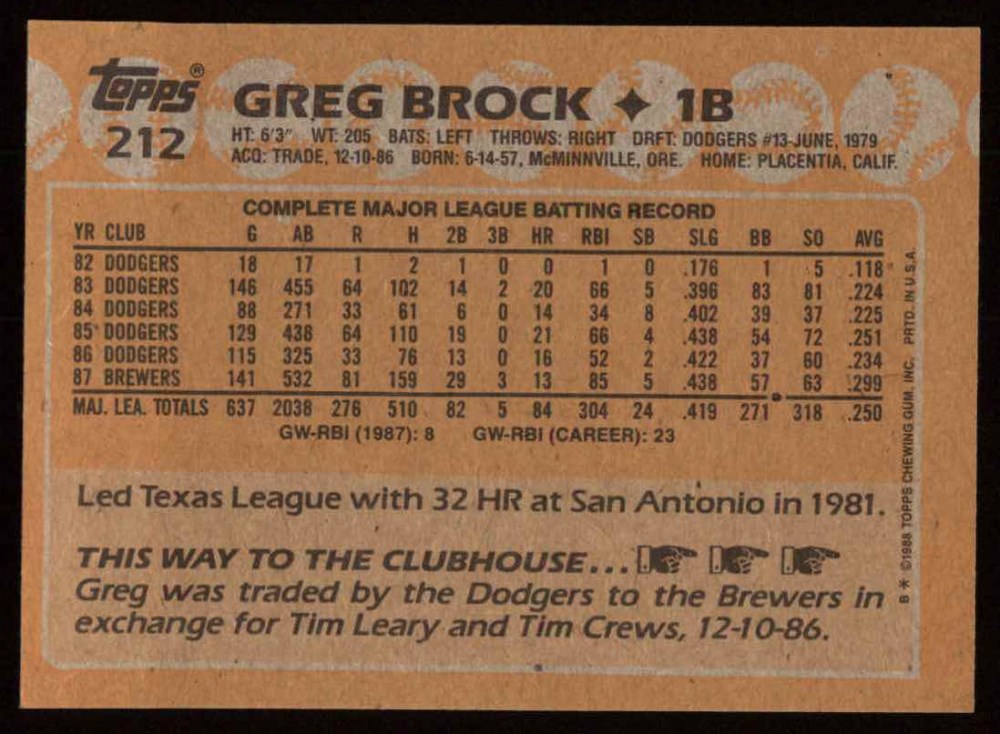 Topps®
212
GREG BROCK ✦ 1B
HT: 6'3" WT: 205 BATS: LEFT THROWS: RIGHT DRFT: DODGERS #13-JUNE, 1979
ACQ: TRADE, 12-10-86 BORN: 6-14-57, McMINNVILLE, ORE. HOME: PLACENTIA, CALIF.
COMPLETE MAJOR LEAGUE BATTING RECORD
YR CLUB G AB R H 2B 3B HR RBI SB SLG BB SO AVG
82 DODGERS 18 17 1 2 1 0 0 1 0 .176 1 5 .118
83 DODGERS 146 455 64 102 14 2 20 66 5 .396 83 81 .224
84 DODGERS 88 271 33 61 6 0 14 34 8 .402 39 37 .225
85 DODGERS 129 438 64 110 19 0 21 66 4 .438 54 72 .251
86 DODGERS 115 325 33 76 13 0 16 52 2 .422 37 60 .234
87 BREWERS 141 532 81 159 29 3 13 85 5 .438 57 63 .299
MAJ. LEA. TOTALS 637 2038 276 510 82 5 84 304 24 .419 271 318 .250
GW-RBI (1987): 8 GW-RBI (CAREER): 23
Led Texas League with 32 HR at San Antonio in 1981.
THIS WAY TO THE CLUBHOUSE...
Greg was traded by the Dodgers to the Brewers in
exchange for Tim Leary and Tim Crews, 12-10-86.
B * ©1988 TOPPS CHEWING GUM, INC. PRTD. IN U.S.A.